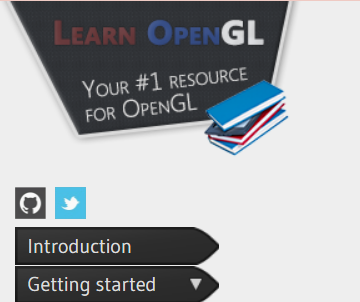 LEARN OPENGL
YOUR #1 RESOURCE
FOR OPENGL
Introduction
Getting started